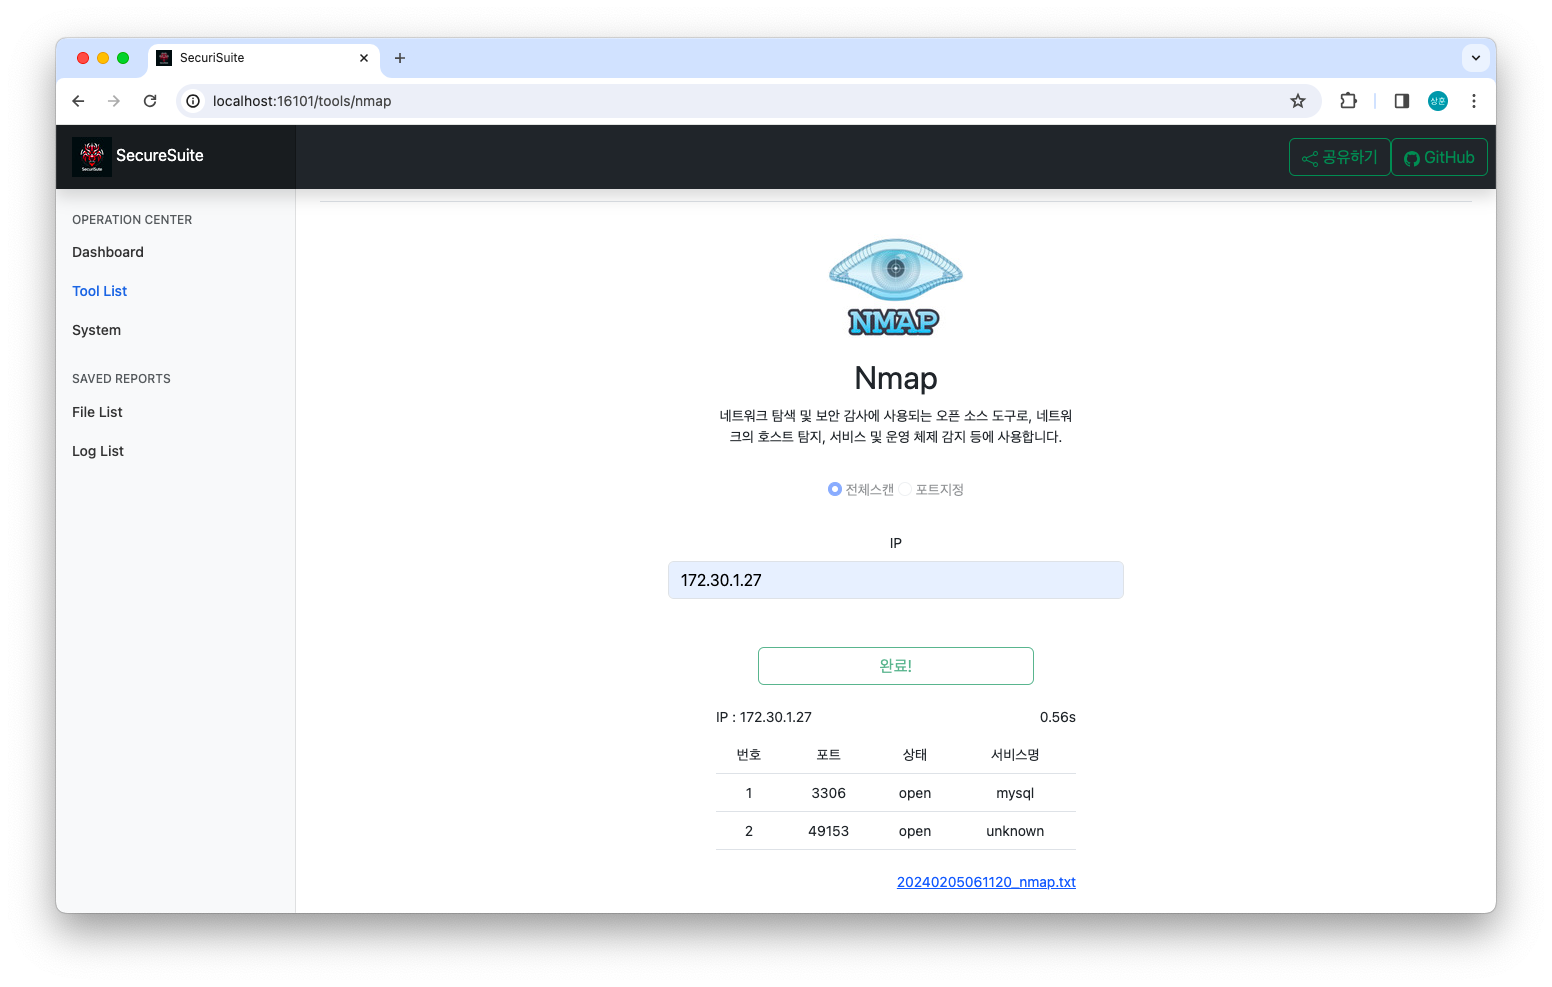 SecuriSuite
localhost:16101/tools/nmap
상훈
SecureSuite
공유하기
GitHub
OPERATION CENTER
Dashboard
Tool List
System
SAVED REPORTS
File List
Log List
NMAP
Nmap
네트워크 탐색 및 보안 감사에 사용되는 오픈 소스 도구로, 네트워
크의 호스트 탐지, 서비스 및 운영 체제 감지 등에 사용합니다.
전체스캔 포트지정
IP
172.30.1.27
완료!
IP : 172.30.1.27 0.56s
번호 포트 상태 서비스명
1 3306 open mysql
2 49153 open unknown
20240205061120_nmap.txt